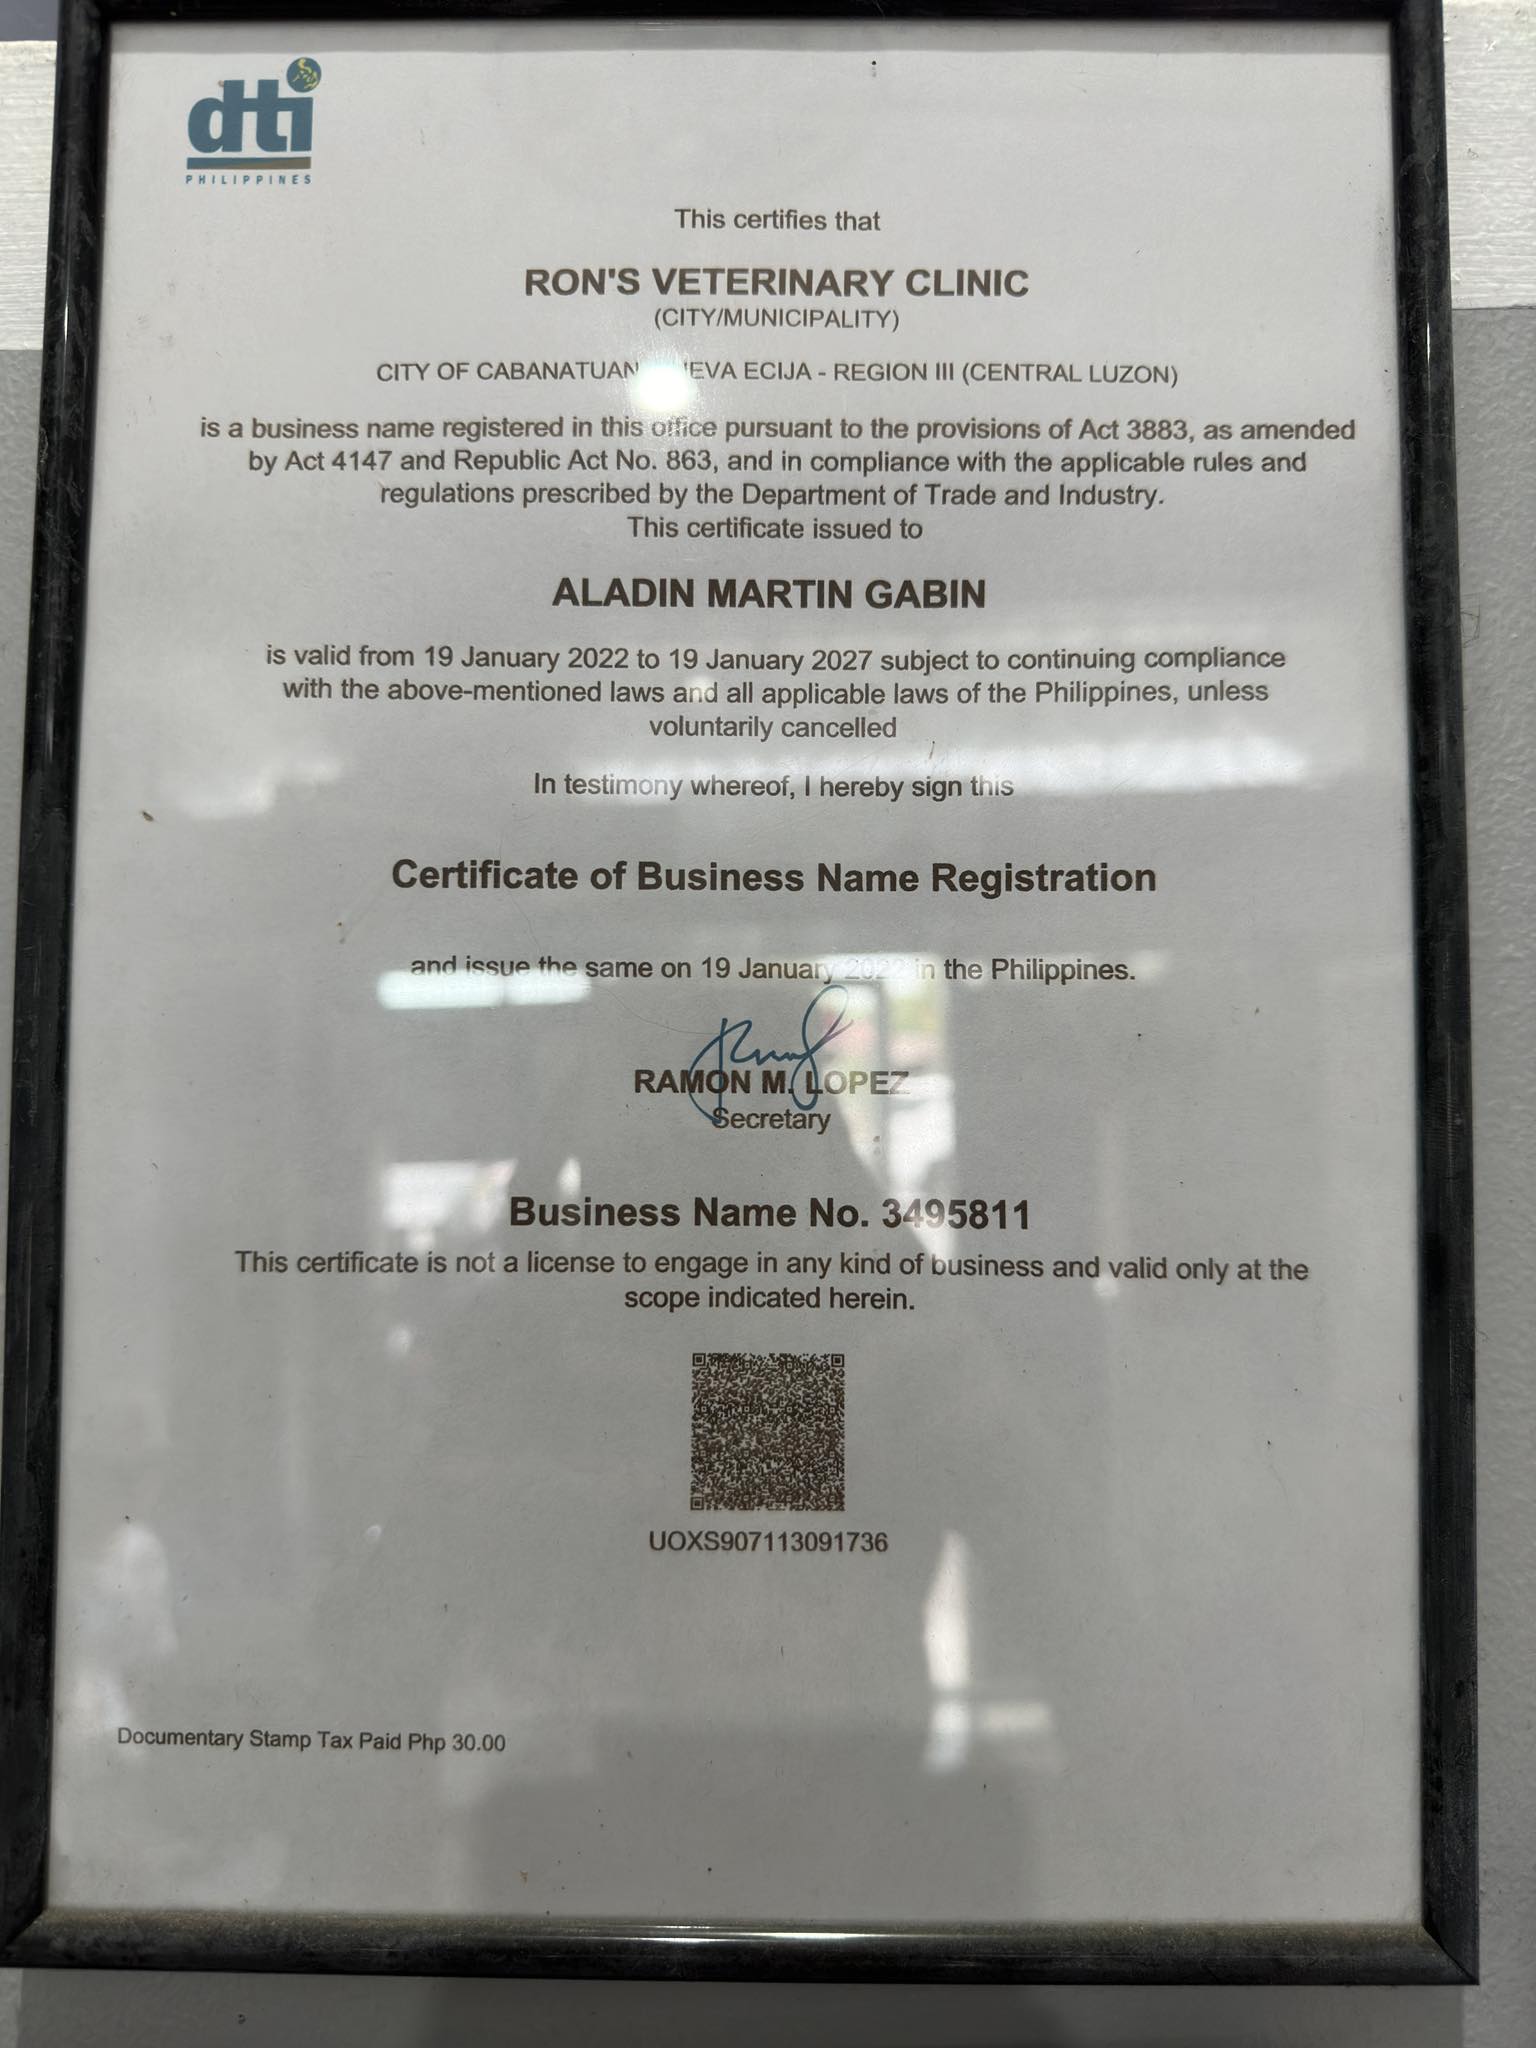 dti
PHILIPPINES
This certifies that
RON'S VETERINARY CLINIC
(CITY/MUNICIPALITY)
CITY OF CABANATUAN EVA ECIJA - REGION III (CENTRAL LUZON)
is a business name registered in this office pursuant to the provisions of Act 3883, as amended
by Act 4147 and Republic Act No. 863, and in compliance with the applicable rules and
regulations prescribed by the Department of Trade and Industry.
This certificate issued to
ALADIN MARTIN GABIN
is valid from 19 January 2022 to 19 January 2027 subject to continuing compliance
with the above-mentioned laws and all applicable laws of the Philippines, unless
voluntarily cancelled
In testimony whereof, I hereby sign this
Certificate of Business Name Registration
and issue the same on 19 January 2022 in the Philippines.
RAMON M. LOPEZ
Secretary
Business Name No. 3495811
This certificate is not a license to engage in any kind of business and valid only at the
scope indicated herein.
UOXS907113091736
Documentary Stamp Tax Paid Php 30.00